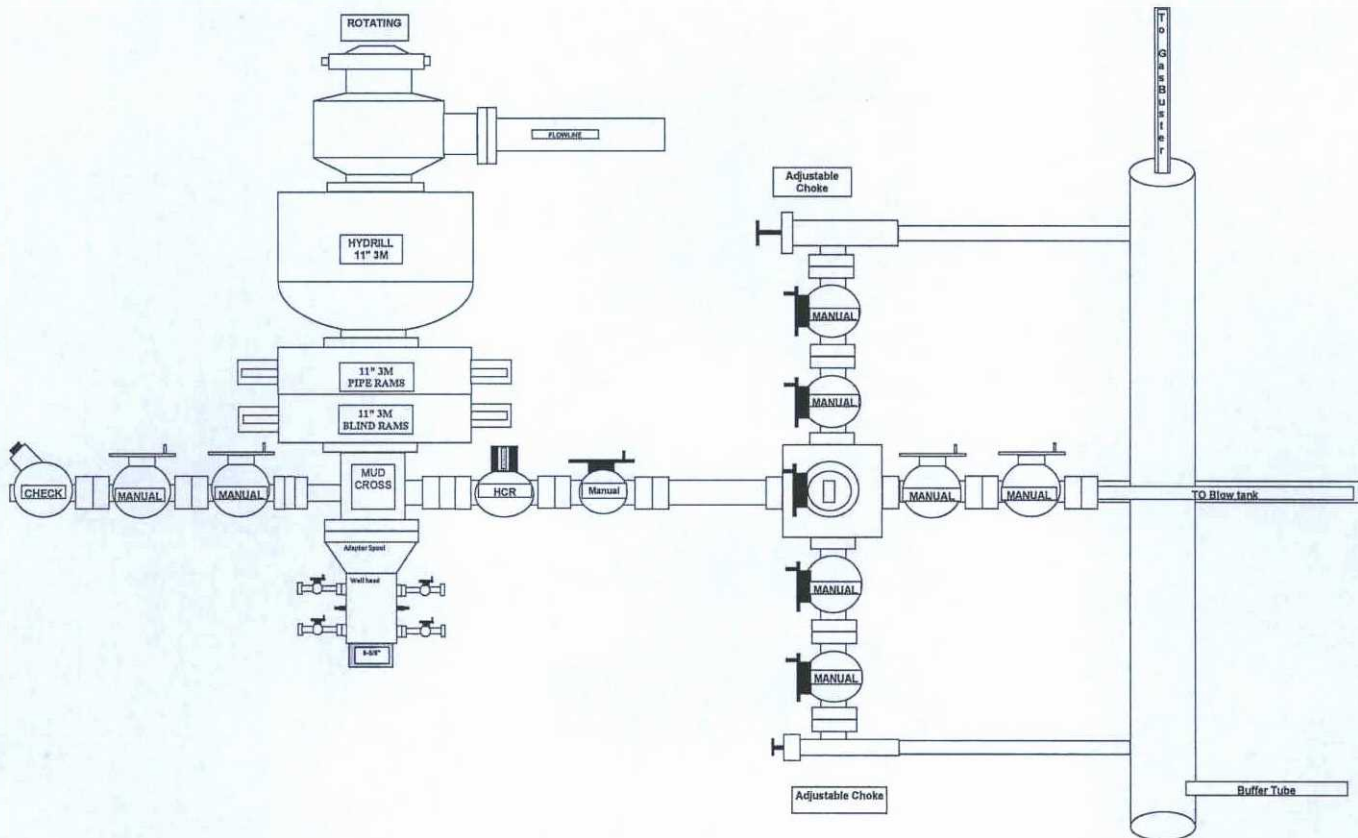 ROTATING
FLOWLINE
To GasBuster
Adjustable
Choke
HYDRILL
11" 3M
MANUAL
11" 3M
PIPE RAMS
MANUAL
11" 3M
BLIND RAMS
CHECK
MANUAL
MANUAL
MUD
CROSS
HCR
Manual
MANUAL
MANUAL
TO Blow tank
Adapter Spool
Well head
MANUAL
MANUAL
Buffer Tube
Adjustable Choke